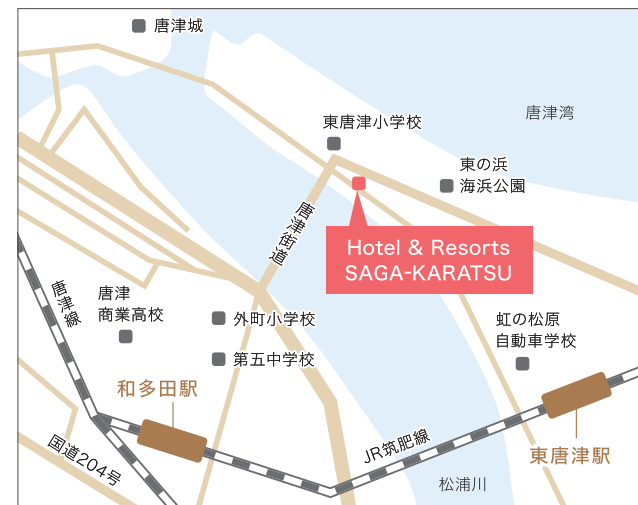 唐津城
唐津湾
東唐津小学校
東の浜
海浜公園
唐津街道
Hotel & Resorts
SAGA-KARATSU
唐津線
唐津
商業高校
外町小学校
虹の松原
自動車学校
第五中学校
和多田駅
国道204号
JR筑肥線
東唐津駅
松浦川